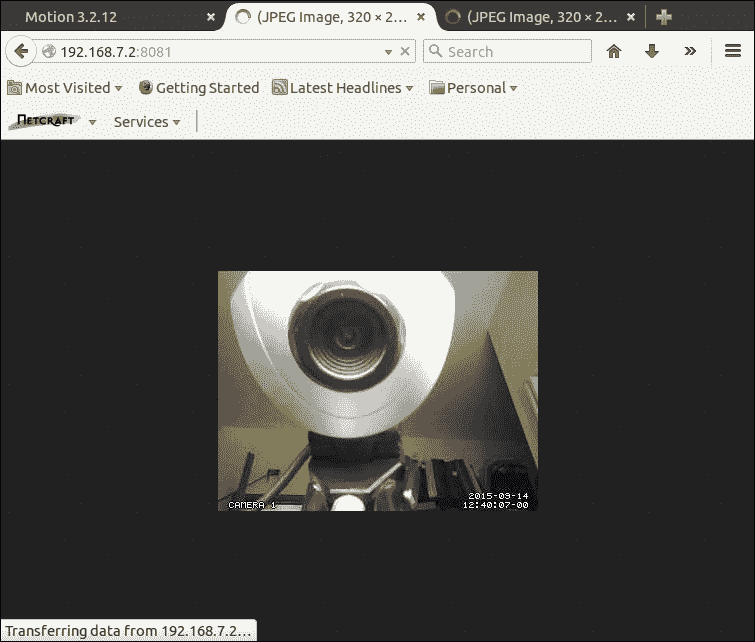 Motion 3.2.12 × (JPEG Image, 320 × 2... × (JPEG Image, 320 × 2... ×
192.168.7.2:8081 Search
Most Visited Getting Started Latest Headlines Personal
NETCRAFT Services
2015-09-14
CAMERA 1 12:40:07-00
Transferring data from 192.168.7.2...